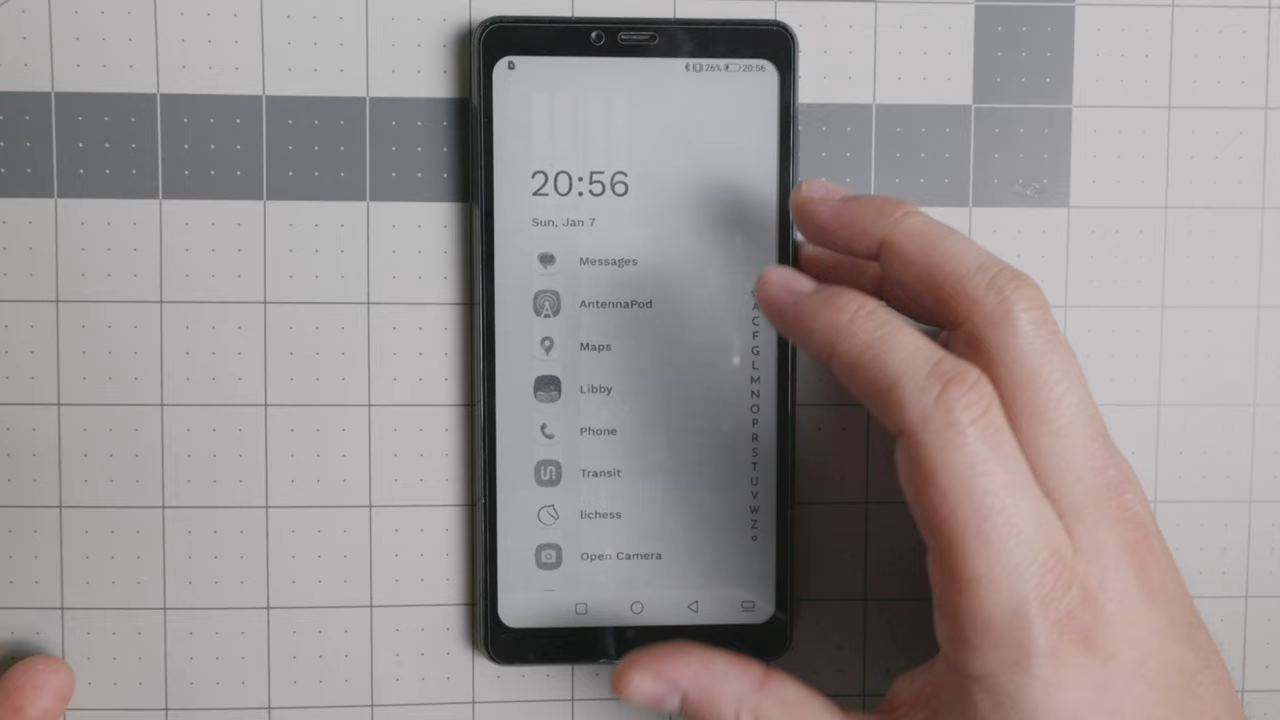 26% 20:56
20:56
Sun, Jan 7
Messages
AntennaPod
Maps
Libby
Phone
Transit
lichess
Open Camera
A
C
F
G
L
M
N
O
P
R
S
T
U
V
W
Z